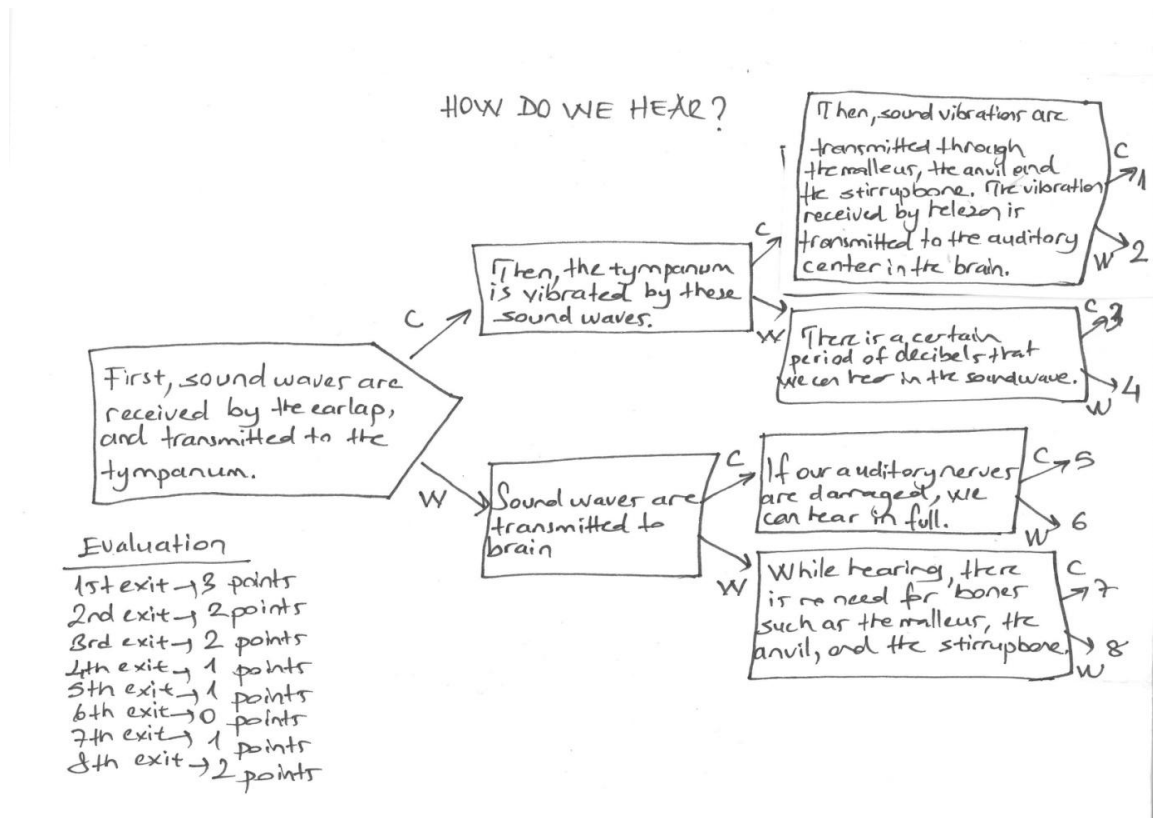 HOW DO WE HEAR?
Then, sound vibrations are
transmitted through
the malleus, the anvil and
the stirrupbone. The vibration
received by is
transmitted to the auditory
center in the brain.
C
1
W
2
C
Then, the tympanum
is vibrated by these
sound waves.
W
There is a certain
period of decibels that
we can hear in the soundwave.
C
3
W
4
C
First, sound waves are
received by the earlap,
and transmitted to the
tympanum.
W
Sound waves are
transmitted to
brain
C
If our auditory nerves
are damaged, we
can hear in full.
C
5
W
6
W
While hearing, there
is no need for bones
such as the malleus, the
anvil, and the stirrupbone.
C
7
W
8
Evaluation
1st exit → 3 points
2nd exit → 2 points
3rd exit → 2 points
4th exit → 1 points
5th exit → 1 points
6th exit → 0 points
7th exit → 1 points
8th exit → 2 points